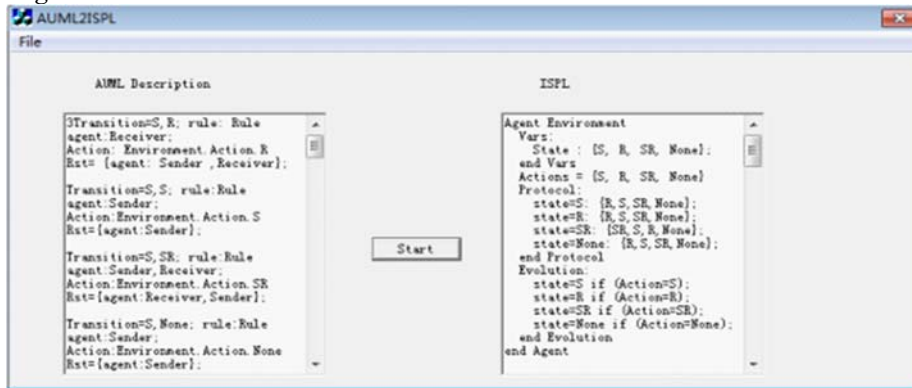 AUML2ISPL
File
AUML Description
ISPL
3Transition=S,R; rule: Rule
agent:Receiver;
Action: Environment.Action.R
Rst= {agent: Sender ,Receiver};
Transition=S,S; rule:Rule
agent:Sender;
Action:Environment.Action.S
Rst={agent:Sender};
Transition=S,SR; rule:Rule
agent:Sender,Receiver;
Action:Environment.Action.SR
Rst={agent:Receiver,Sender};
Transition=S,None; rule:Rule
agent:Sender;
Action:Environment.Action.None
Rst={agent:Sender};
Start
Agent Environment
Vars:
State : {S, R, SR, None};
end Vars
Actions = {S, R, SR, None}
Protocol:
state=S: {R,S,SR,None};
state=R: {R,S,SR,None};
state=SR: {SR,S,R,None};
state=None: {R,S,SR,None};
end Protocol
Evolution:
state=S if (Action=S);
state=R if (Action=R);
state=SR if (Action=SR);
state=None if (Action=None);
end Evolution
end Agent